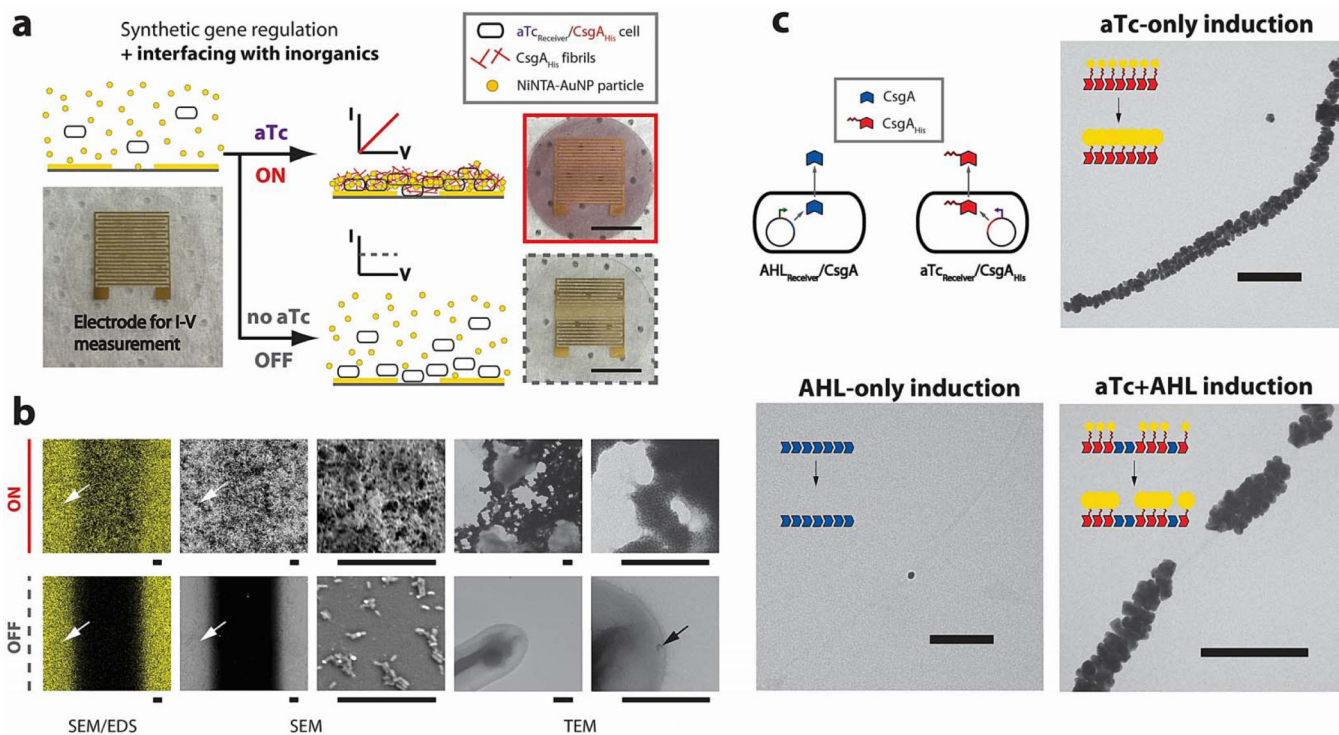 a
Synthetic gene regulation
+ interfacing with inorganics
aTcReceiver/CsgAHis cell
CsgAHis fibrils
NiNTA-AuNP particle
aTc
ON
I
V
I
V
no aTc
OFF
Electrode for I-V
measurement
b
ON
OFF
SEM/EDS
SEM
TEM
c
CsgA
CsgAHis
AHLReceiver/CsgA
aTcReceiver/CsgAHis
aTc-only induction
AHL-only induction
aTc+AHL induction